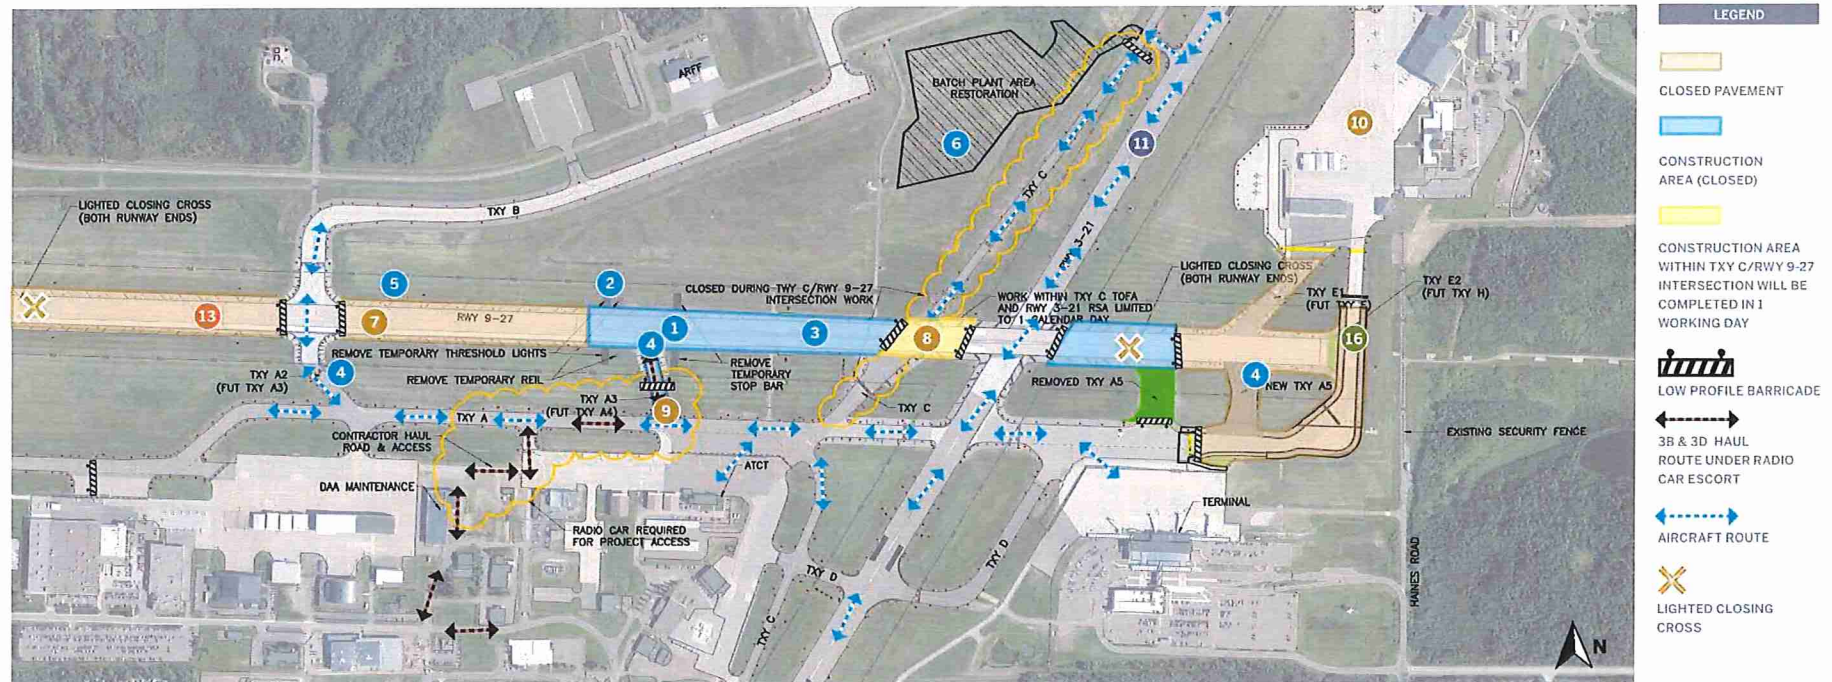 LEGEND
CLOSED PAVEMENT
CONSTRUCTION
AREA (CLOSED)
CONSTRUCTION AREA
WITHIN TXY C/RWY 9-27
INTERSECTION WILL BE
COMPLETED IN 1
WORKING DAY
LOW PROFILE BARRICADE
3B & 3D HAUL
ROUTE UNDER RADIO
CAR ESCORT
AIRCRAFT ROUTE
LIGHTED CLOSING
CROSS
ARFF
BATCH PLANT AREA
RESTORATION
6
10
11
TXY C
LIGHTED CLOSING CROSS
(BOTH RUNWAY ENDS)
TXY B
RWY 3-21
LIGHTED CLOSING CROSS
(BOTH RUNWAY ENDS)
5
2
CLOSED DURING TWY C/RWY 9-27
INTERSECTION WORK
WORK WITHIN TXY C TOFA
AND RWY 3-21 RSA LIMITED
TO 1 CALENDAR DAY
TXY E1
(FUT TXY E)
TXY E2
(FUT TXY H)
13
7
RWY 9-27
1
3
8
16
4
REMOVE TEMPORARY THRESHOLD LIGHTS
REMOVE TEMPORARY REIL
REMOVE
TEMPORARY
STOP BAR
TXY A2
(FUT TXY A3)
4
TXY A3
(FUT TXY A4)
9
REMOVED TXY A5
4
NEW TXY A5
TXY A
TXY C
CONTRACTOR HAUL
ROAD & ACCESS
ATCT
EXISTING SECURITY FENCE
DAA MAINTENANCE
RADIO CAR REQUIRED
FOR PROJECT ACCESS
TERMINAL
TXY D
TXY D
TXY C
HAINES ROAD
N